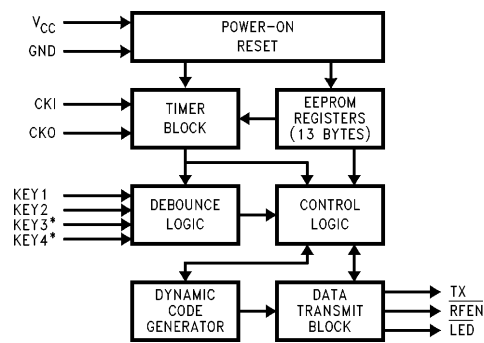 V_CC
GND
POWER-ON
RESET
CKI
CKO
TIMER
BLOCK
EEPROM
REGISTERS
(13 BYTES)
KEY1
KEY2
KEY3*
KEY4*
DEBOUNCE
LOGIC
CONTROL
LOGIC
DYNAMIC
CODE
GENERATOR
DATA
TRANSMIT
BLOCK
TX
RFEN
LED